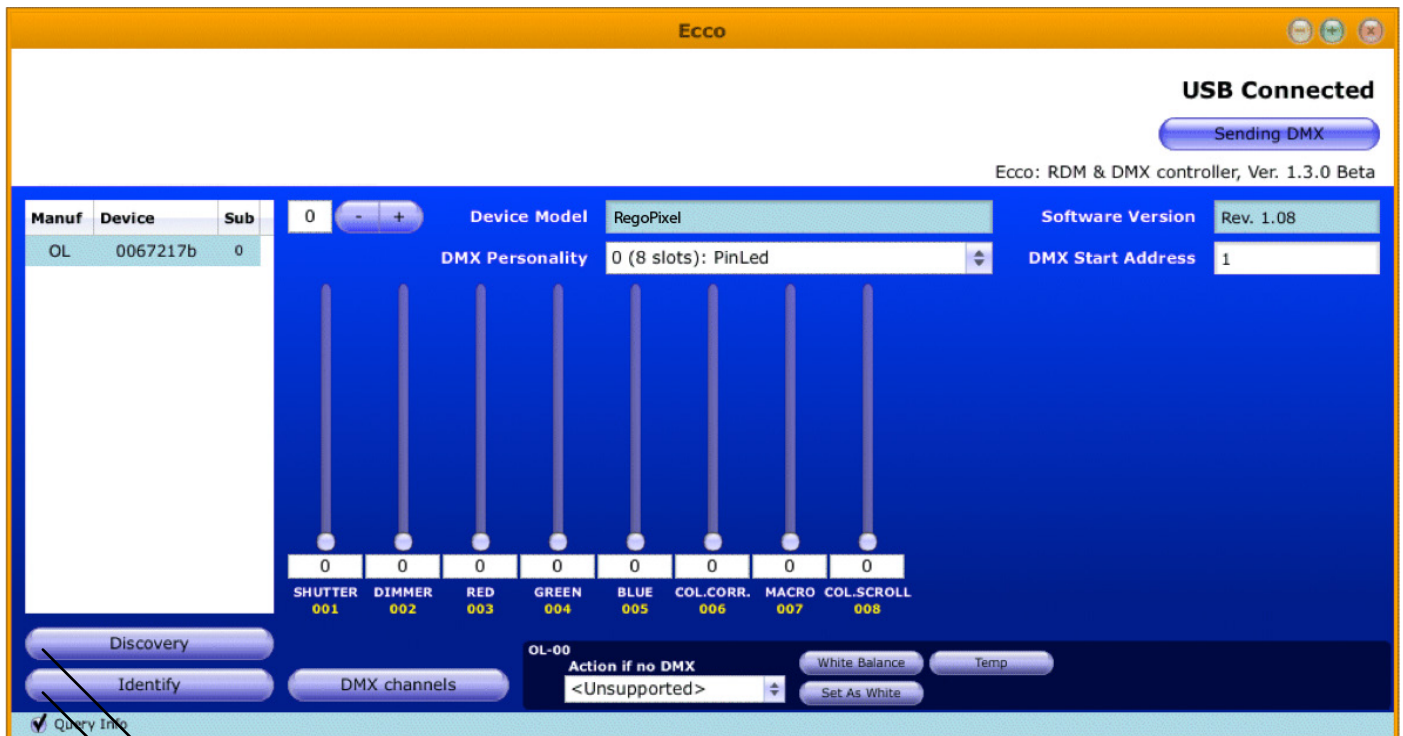 Ecco
USB Connected
Sending DMX
Ecco: RDM & DMX controller, Ver. 1.3.0 Beta
Manuf Device Sub
OL 0067217b 0
0 - + Device Model RegoPixel Software Version Rev. 1.08
DMX Personality 0 (8 slots): PinLed DMX Start Address 1
0 0 0 0 0 0 0 0
SHUTTER DIMMER RED GREEN BLUE COL.CORR. MACRO COL.SCROLL
001 002 003 004 005 006 007 008
Discovery
Identify
DMX channels
OL-00
Action if no DMX
<Unsupported>
White Balance Temp
Set As White
Query Info